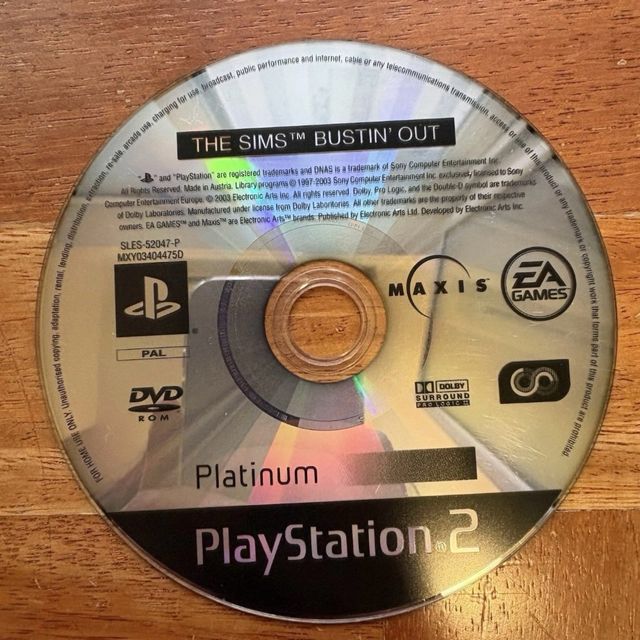 FOR HOME USE ONLY. Unauthorised copying, adaptation, rental, lending, distribution, extraction, re-sale, arcade use, charging for use, broadcast, public performance and internet, cable or any telecommunications transmission, access or use of this product or any trademark or copyright work that forms part of this product are prohibited.
THE SIMS™ BUSTIN' OUT
"PS" and "PlayStation" are registered trademarks and DNAS is a trademark of Sony Computer Entertainment Inc.
All Rights Reserved. Made in Austria. Library programs © 1997-2003 Sony Computer Entertainment Inc. exclusively licensed to Sony
Computer Entertainment Europe. © 2003 Electronic Arts Inc. All rights reserved. Dolby, Pro Logic, and the Double-D symbol are trademarks
of Dolby Laboratories. Manufactured under license from Dolby Laboratories. All other trademarks are the property of their respective
owners. EA GAMES™ and Maxis™ are Electronic Arts™ brands. Published by Electronic Arts Ltd. Developed by Electronic Arts Inc.
SLES-52047-P
MXY03404475D
MAXIS™
EA
GAMES™
PAL
DVD
ROM
DOLBY
SURROUND
PRO LOGIC II
Platinum
PlayStation®2